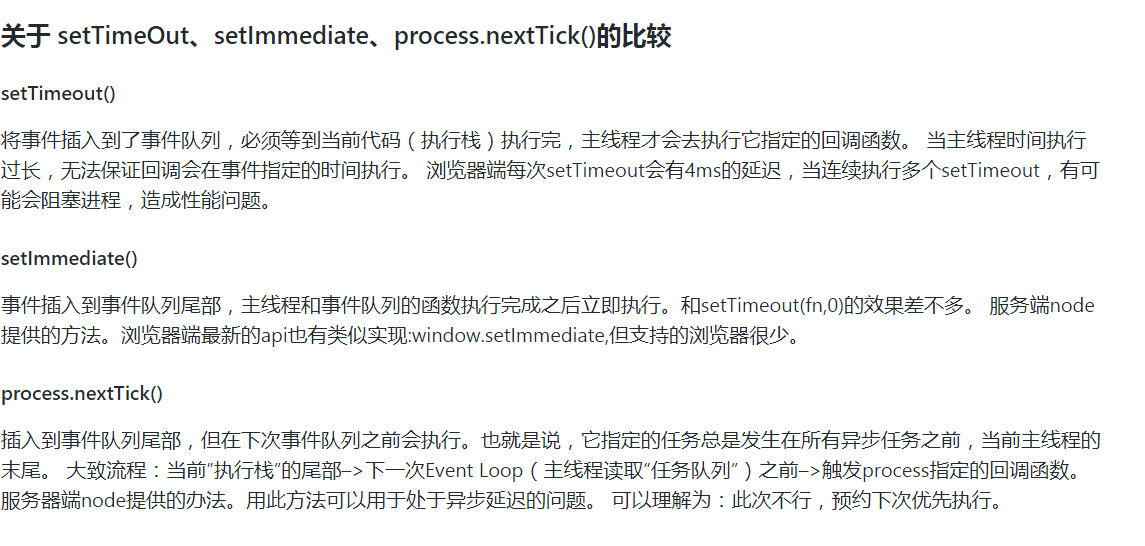 关于 setTimeOut、setImmediate、process.nextTick()的比较
setTimeout()
将事件插入到了事件队列，必须等到当前代码（执行栈）执行完，主线程才会去执行它指定的回调函数。 当主线程时间执行
过长，无法保证回调会在事件指定的时间执行。 浏览器端每次setTimeout会有4ms的延迟，当连续执行多个setTimeout，有可
能会阻塞进程，造成性能问题。
setImmediate()
事件插入到事件队列尾部，主线程和事件队列的函数执行完成之后立即执行。和setTimeout(fn,0)的效果差不多。 服务端node
提供的方法。浏览器端最新的api也有类似实现:window.setImmediate,但支持的浏览器很少。
process.nextTick()
插入到事件队列尾部，但在下次事件队列之前会执行。也就是说，它指定的任务总是发生在所有异步任务之前，当前主线程的
末尾。 大致流程：当前”执行栈”的尾部–>下一次Event Loop（主线程读取”任务队列”）之前–>触发process指定的回调函数。
服务器端node提供的办法。用此方法可以用于处于异步延迟的问题。 可以理解为：此次不行，预约下次优先执行。